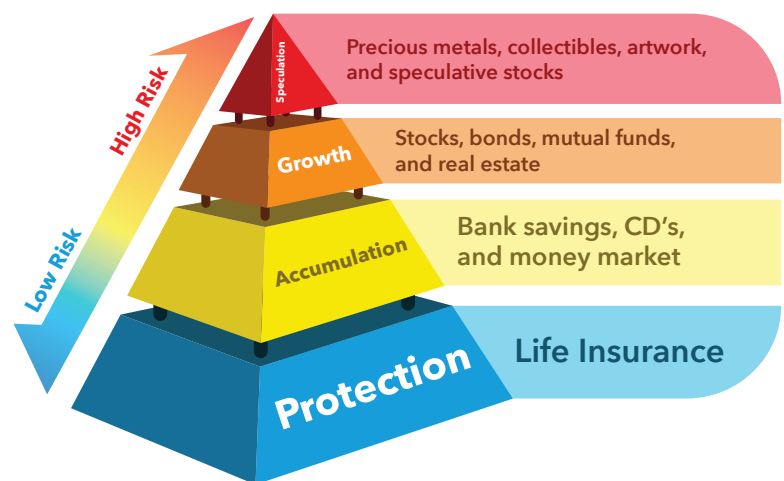 High Risk
Low Risk
Speculation
Precious metals, collectibles, artwork,
and speculative stocks
Growth
Stocks, bonds, mutual funds,
and real estate
Accumulation
Bank savings, CD's,
and money market
Protection
Life Insurance